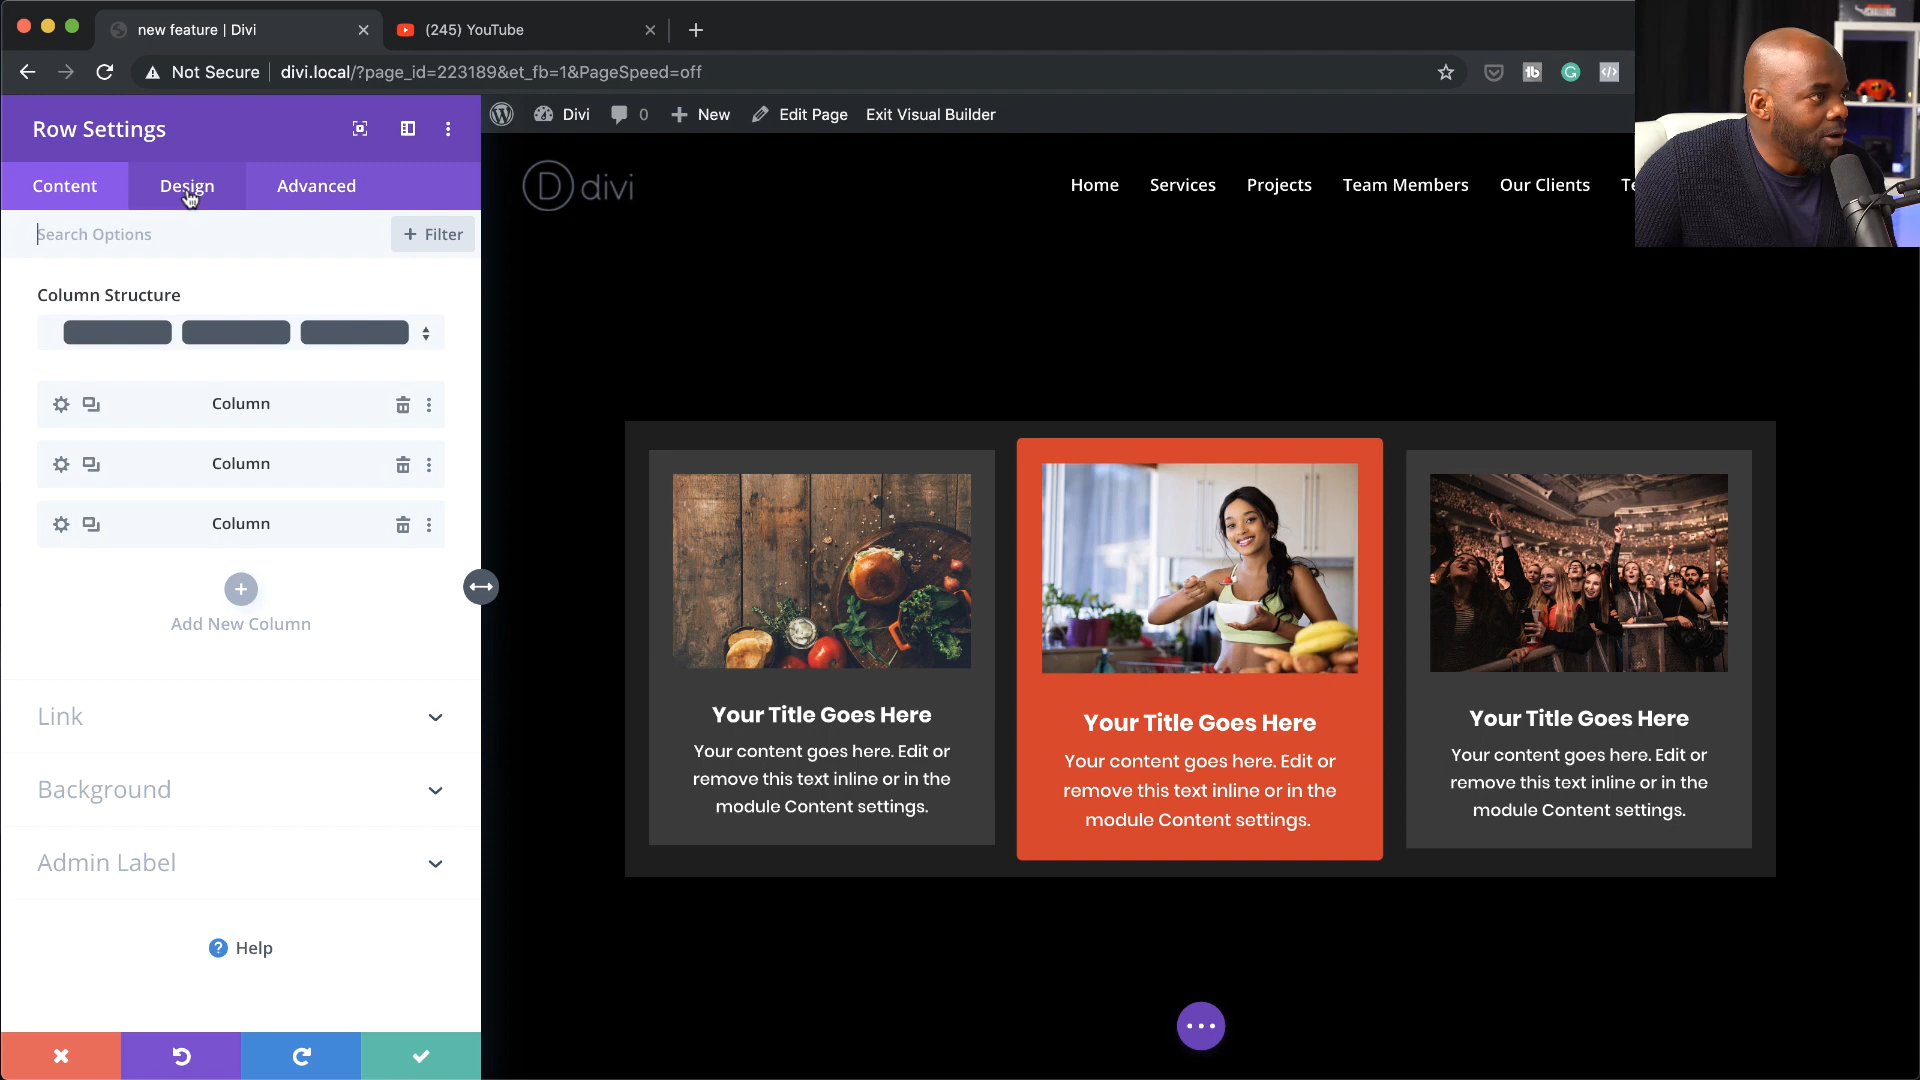 new feature | Divi
(245) YouTube
Not Secure
divi.local/?page_id=223189&et_fb=1&PageSpeed=off
tb
G
</>
Row Settings
Divi
0
New
Edit Page
Exit Visual Builder
Content
Design
Advanced
D divi
Home
Services
Projects
Team Members
Our Clients
Search Options
+ Filter
Column Structure
Column
Column
Column
Add New Column
Link
Background
Admin Label
? Help
Your Title Goes Here
Your content goes here. Edit or
remove this text inline or in the
module Content settings.
Your Title Goes Here
Your content goes here. Edit or
remove this text inline or in the
module Content settings.
Your Title Goes Here
Your content goes here. Edit or
remove this text inline or in the
module Content settings.